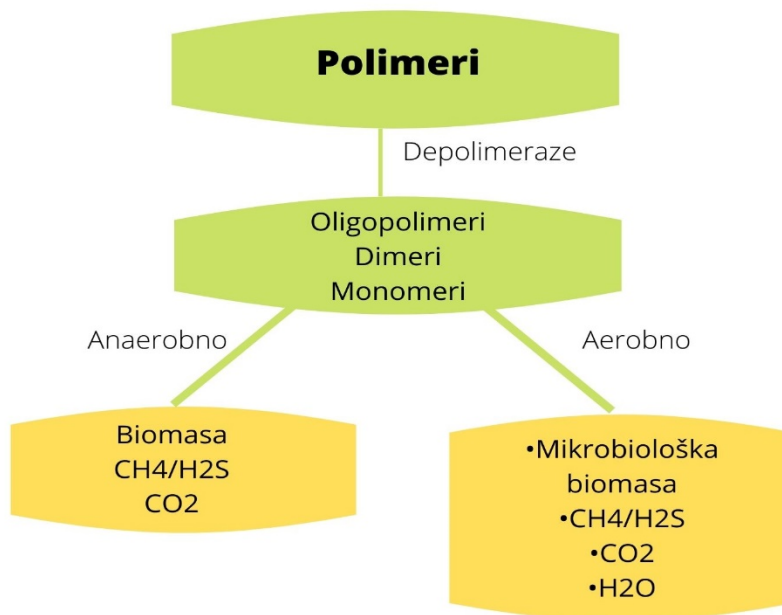 Polimeri
Depolimeraze
Oligopolimeri
Dimeri
Monomeri
Anaerobno
Aerobno
Biomasa
CH4/H2S
CO2
•Mikrobiološka
biomasa
•CH4/H2S
•CO2
•H2O